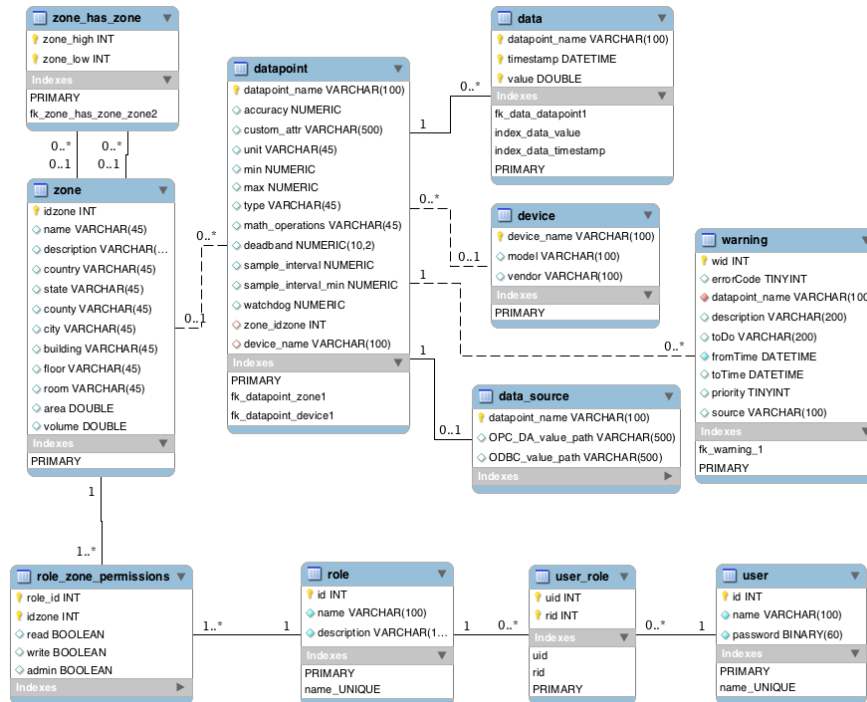 zone_has_zone
zone_high INT
zone_low INT
Indexes
PRIMARY
fk_zone_has_zone_zone2
0..*
0..*
0..1
0..1
zone
idzone INT
name VARCHAR(45)
description VARCHAR(...
country VARCHAR(45)
state VARCHAR(45)
county VARCHAR(45)
city VARCHAR(45)
building VARCHAR(45)
floor VARCHAR(45)
room VARCHAR(45)
area DOUBLE
volume DOUBLE
Indexes
PRIMARY
0..*
0..1
datapoint
datapoint_name VARCHAR(100)
accuracy NUMERIC
custom_attr VARCHAR(500)
unit VARCHAR(45)
min NUMERIC
max NUMERIC
type VARCHAR(45)
math_operations VARCHAR(45)
deadband NUMERIC(10,2)
sample_interval NUMERIC
sample_interval_min NUMERIC
watchdog NUMERIC
zone_idzone INT
device_name VARCHAR(100)
Indexes
PRIMARY
fk_datapoint_zone1
fk_datapoint_device1
1
0..*
0..*
0..1
1
0..*
1
0..1
data
datapoint_name VARCHAR(100)
timestamp DATETIME
value DOUBLE
Indexes
fk_data_datapoint1
index_data_value
index_data_timestamp
PRIMARY
device
device_name VARCHAR(100)
model VARCHAR(100)
vendor VARCHAR(100)
Indexes
PRIMARY
data_source
datapoint_name VARCHAR(100)
OPC_DA_value_path VARCHAR(500)
ODBC_value_path VARCHAR(500)
Indexes
warning
wid INT
errorCode TINYINT
datapoint_name VARCHAR(100
description VARCHAR(200)
toDo VARCHAR(200)
fromTime DATETIME
toTime DATETIME
priority TINYINT
source VARCHAR(100)
Indexes
fk_warning_1
PRIMARY
1
1..*
role_zone_permissions
role_id INT
idzone INT
read BOOLEAN
write BOOLEAN
admin BOOLEAN
Indexes
1..*
1
role
id INT
name VARCHAR(100)
description VARCHAR(1...
Indexes
PRIMARY
name_UNIQUE
1
0..*
user_role
uid INT
rid INT
Indexes
uid
rid
PRIMARY
0..*
1
user
id INT
name VARCHAR(100)
password BINARY(60)
Indexes
PRIMARY
name_UNIQUE